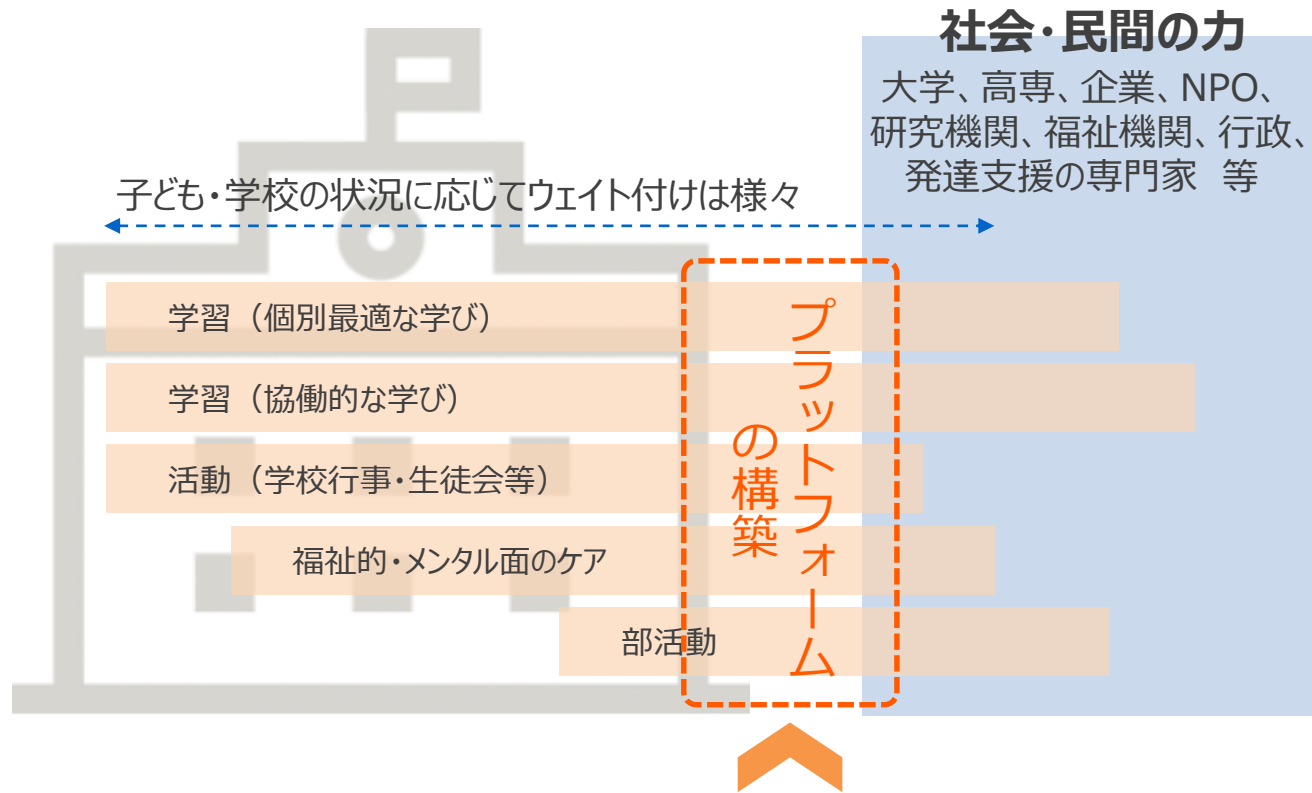 社会・民間の力
大学、高専、企業、NPO、
研究機関、福祉機関、行政、
発達支援の専門家　等
子ども・学校の状況に応じてウェイト付けは様々
学習（個別最適な学び）
学習（協働的な学び）
活動（学校行事・生徒会等）
福祉的・メンタル面のケア
部活動
プラットフォーム
の構築